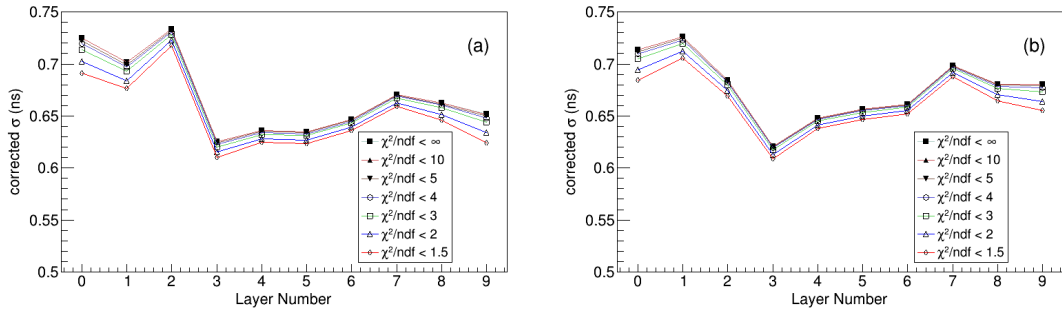 0.75
0.7
0.65
0.6
0.55
0.5
corrected σ (ns)
(a)
χ²/ndf < ∞
χ²/ndf < 10
χ²/ndf < 5
χ²/ndf < 4
χ²/ndf < 3
χ²/ndf < 2
χ²/ndf < 1.5
0 1 2 3 4 5 6 7 8 9
Layer Number
0.75
0.7
0.65
0.6
0.55
0.5
corrected σ (ns)
(b)
χ²/ndf < ∞
χ²/ndf < 10
χ²/ndf < 5
χ²/ndf < 4
χ²/ndf < 3
χ²/ndf < 2
χ²/ndf < 1.5
0 1 2 3 4 5 6 7 8 9
Layer Number